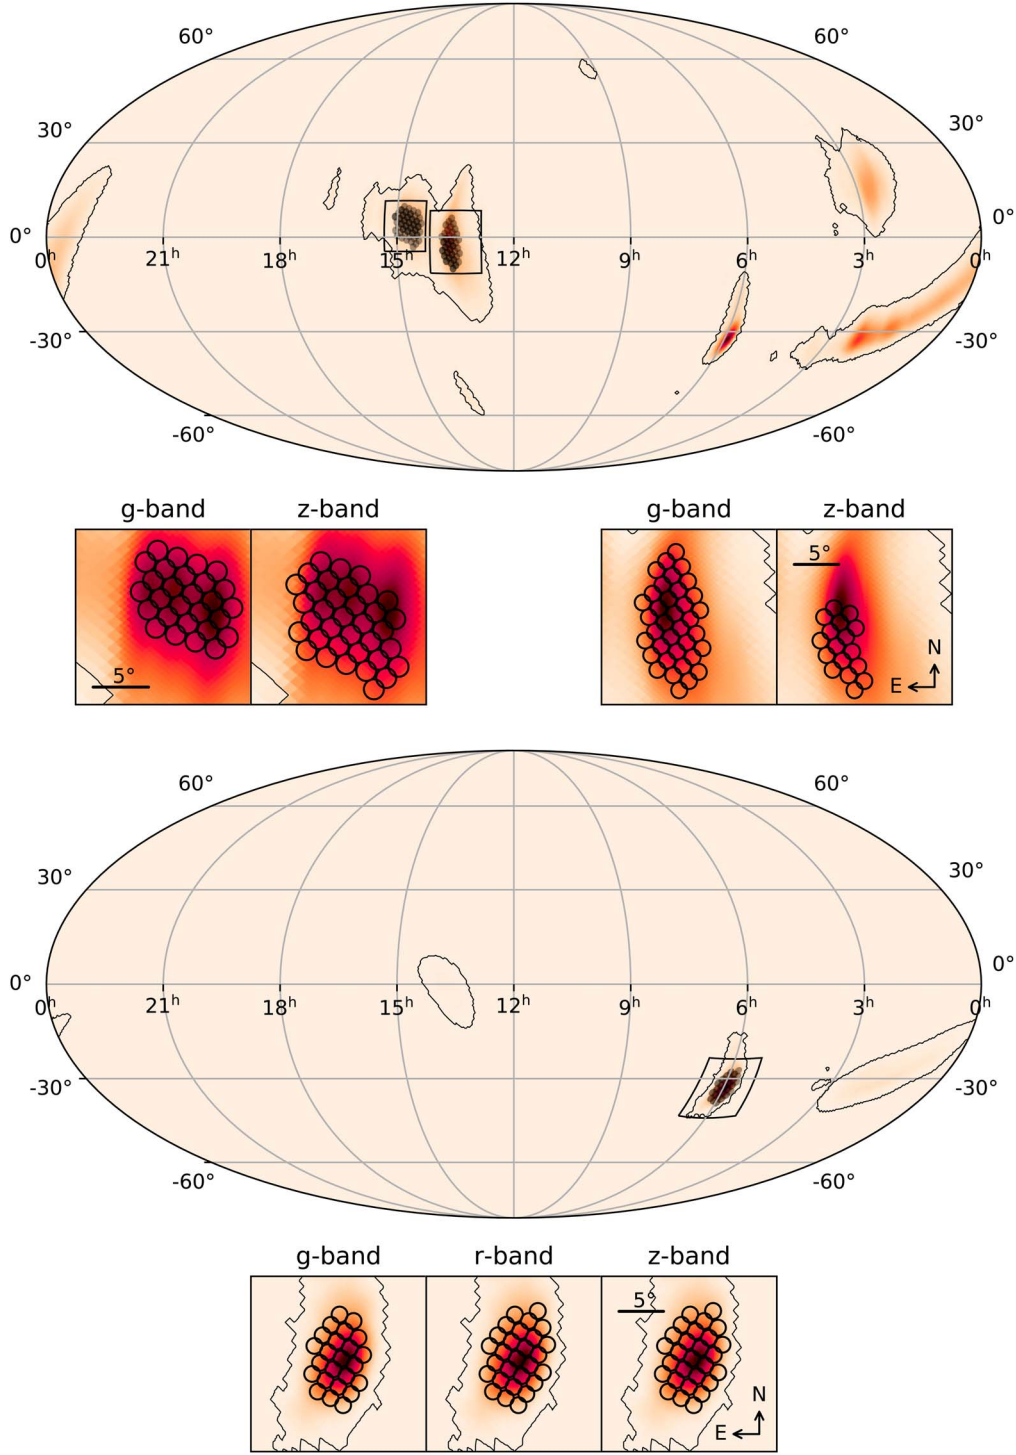 60° 60°
30° 30°
0° 0°
0ʰ 21ʰ 18ʰ 15ʰ 12ʰ 9ʰ 6ʰ 3ʰ 0ʰ
-30° -30°
-60° -60°
g-band z-band g-band z-band
5° 5°
N
E
60° 60°
30° 30°
0° 0°
0ʰ 21ʰ 18ʰ 15ʰ 12ʰ 9ʰ 6ʰ 3ʰ 0ʰ
-30° -30°
-60° -60°
g-band r-band z-band
5°
N
E